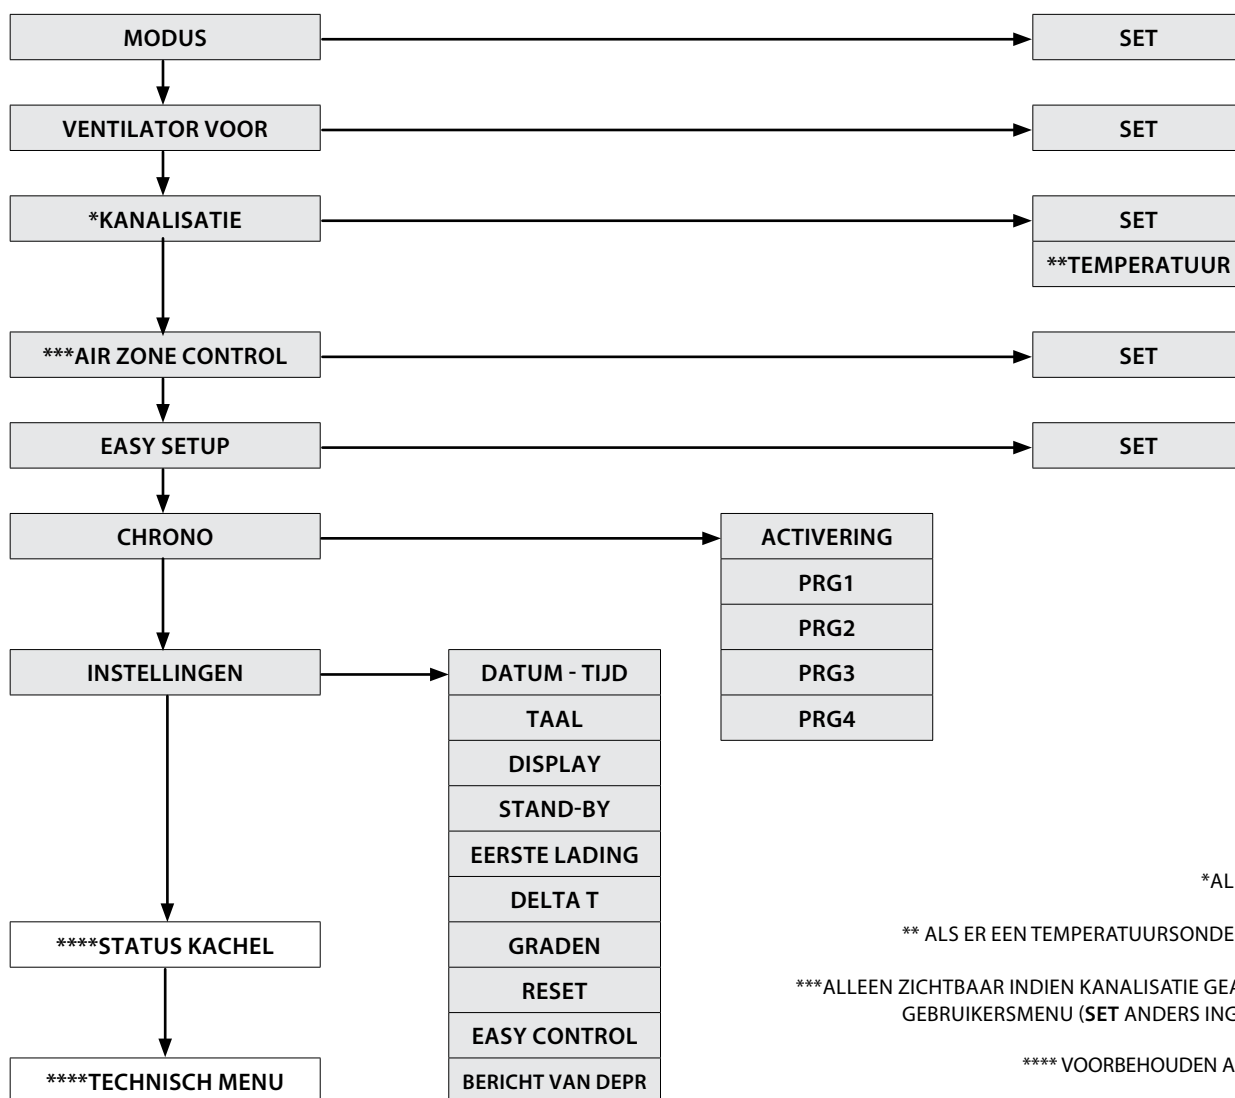 MODUS
SET
VENTILATOR VOOR
SET
*KANALISATIE
SET
**TEMPERATUUR
***AIR ZONE CONTROL
SET
EASY SETUP
SET
CHRONO
ACTIVERING
PRG1
PRG2
PRG3
PRG4
INSTELLINGEN
DATUM - TIJD
TAAL
DISPLAY
STAND-BY
EERSTE LADING
DELTA T
GRADEN
RESET
EASY CONTROL
BERICHT VAN DEPR
****STATUS KACHEL
****TECHNISCH MENU
*AL
** ALS ER EEN TEMPERATUURSONDE
***ALLEEN ZICHTBAAR INDIEN KANALISATIE GEA
GEBRUIKERSMENU (SET ANDERS ING
**** VOORBEHOUDEN A